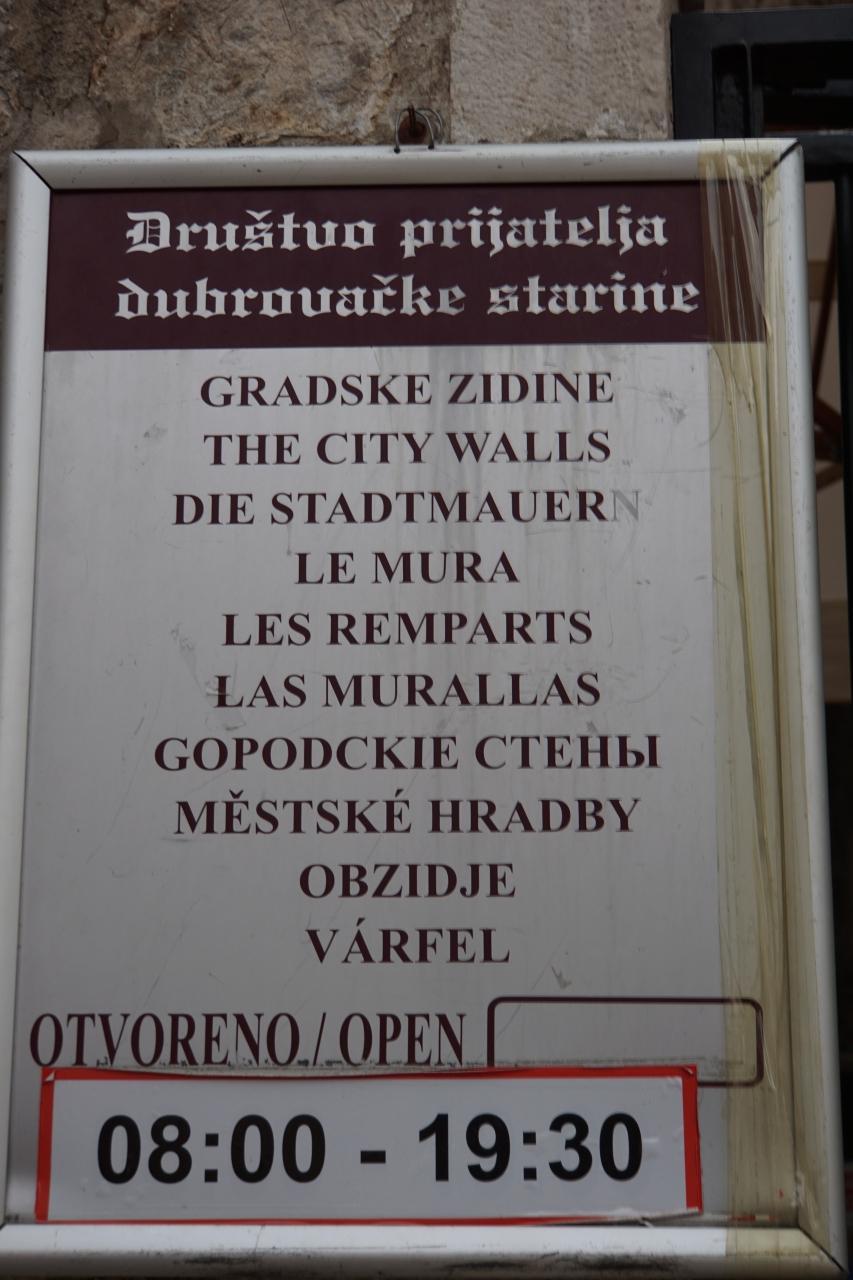 Društvo prijatelja
dubrovačke starine
GRADSKE ZIDINE
THE CITY WALLS
DIE STADTMAUERN
LE MURA
LES REMPARTS
LAS MURALLAS
GOPODCKIE СТЕНЫ
MĚSTSKÉ HRADBY
OBZIDJE
VÁRFEL
OTVORENO / OPEN
08:00 - 19:30